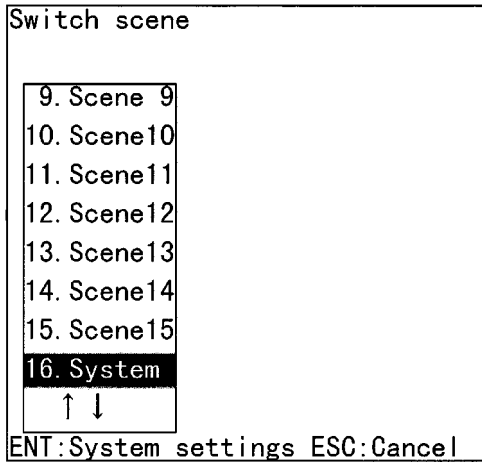 Switch scene
9. Scene 9
10. Scene10
11. Scene11
12. Scene12
13. Scene13
14. Scene14
15. Scene15
16. System
↑ ↓
ENT:System settings ESC:Cancel